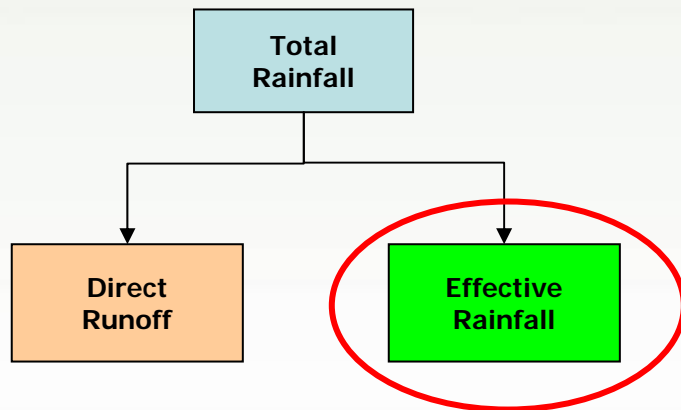 Total
Rainfall
Direct
Runoff
Effective
Rainfall